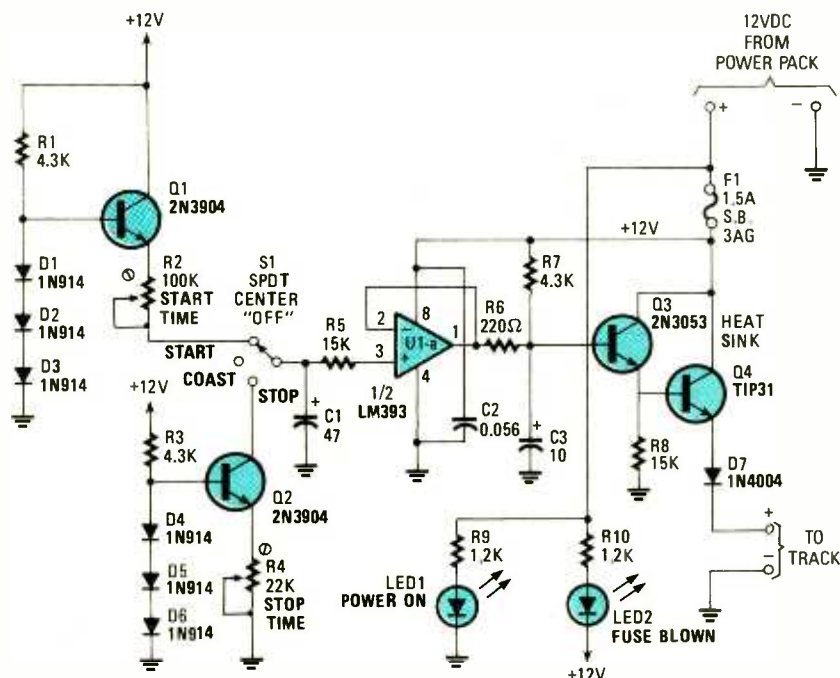 +12V
R1
4.3K
Q1
2N3904
D1
1N914
D2
1N914
D3
1N914
R2
100K
START
TIME
S1
SPDT
CENTER
"OFF"
START
COAST
STOP
R5
15K
+
C1
47
+12V
R3
4.3K
Q2
2N3904
D4
1N914
D5
1N914
D6
1N914
R4
22K
STOP
TIME
2
-
3
+
U1-a
8
1
4
1/2
LM393
C2
0.056
R6
220Ω
R7
4.3K
+
C3
10
+12V
12VDC
FROM
POWER PACK
+
-
F1
1.5A
S.B.
3AG
Q3
2N3053
HEAT
SINK
Q4
TIP31
R8
15K
D7
1N4004
+
-
TO
TRACK
R9
1.2K
LED1
POWER ON
R10
1.2K
LED2
FUSE BLOWN
+12V